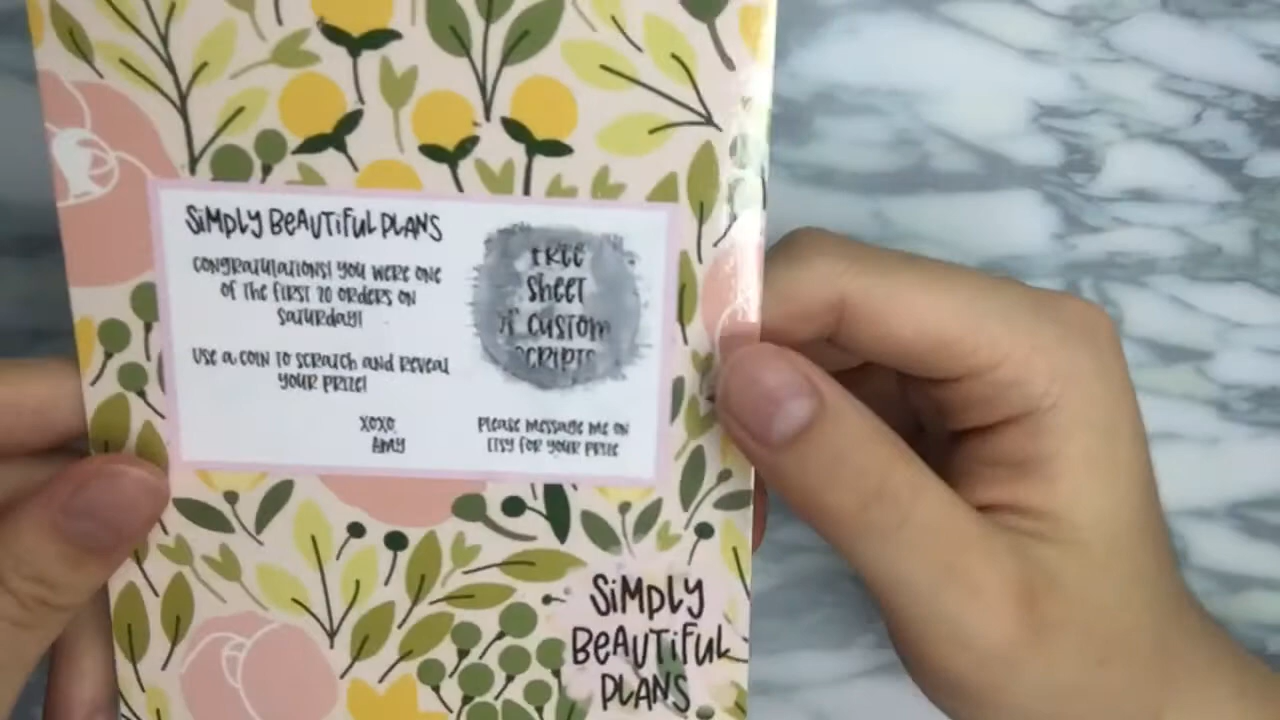 SiMPLY BEAUTIFUL PLANS
CONGRATULATIONS! YOU WERE ONE
OF THE FIRST 20 ORDERS ON
SATURDAY!
USE A COIN TO SCRATCH AND REVEAL
YOUR PRIZE!
XOXO,
AMY
FREE
SHEET
OF CUSTOM
SCRIPTS
PLEASE MESSAGE ME ON
ETSY FOR YOUR PRIZE
SiMPLY
BEAUTIFUL
PLANS